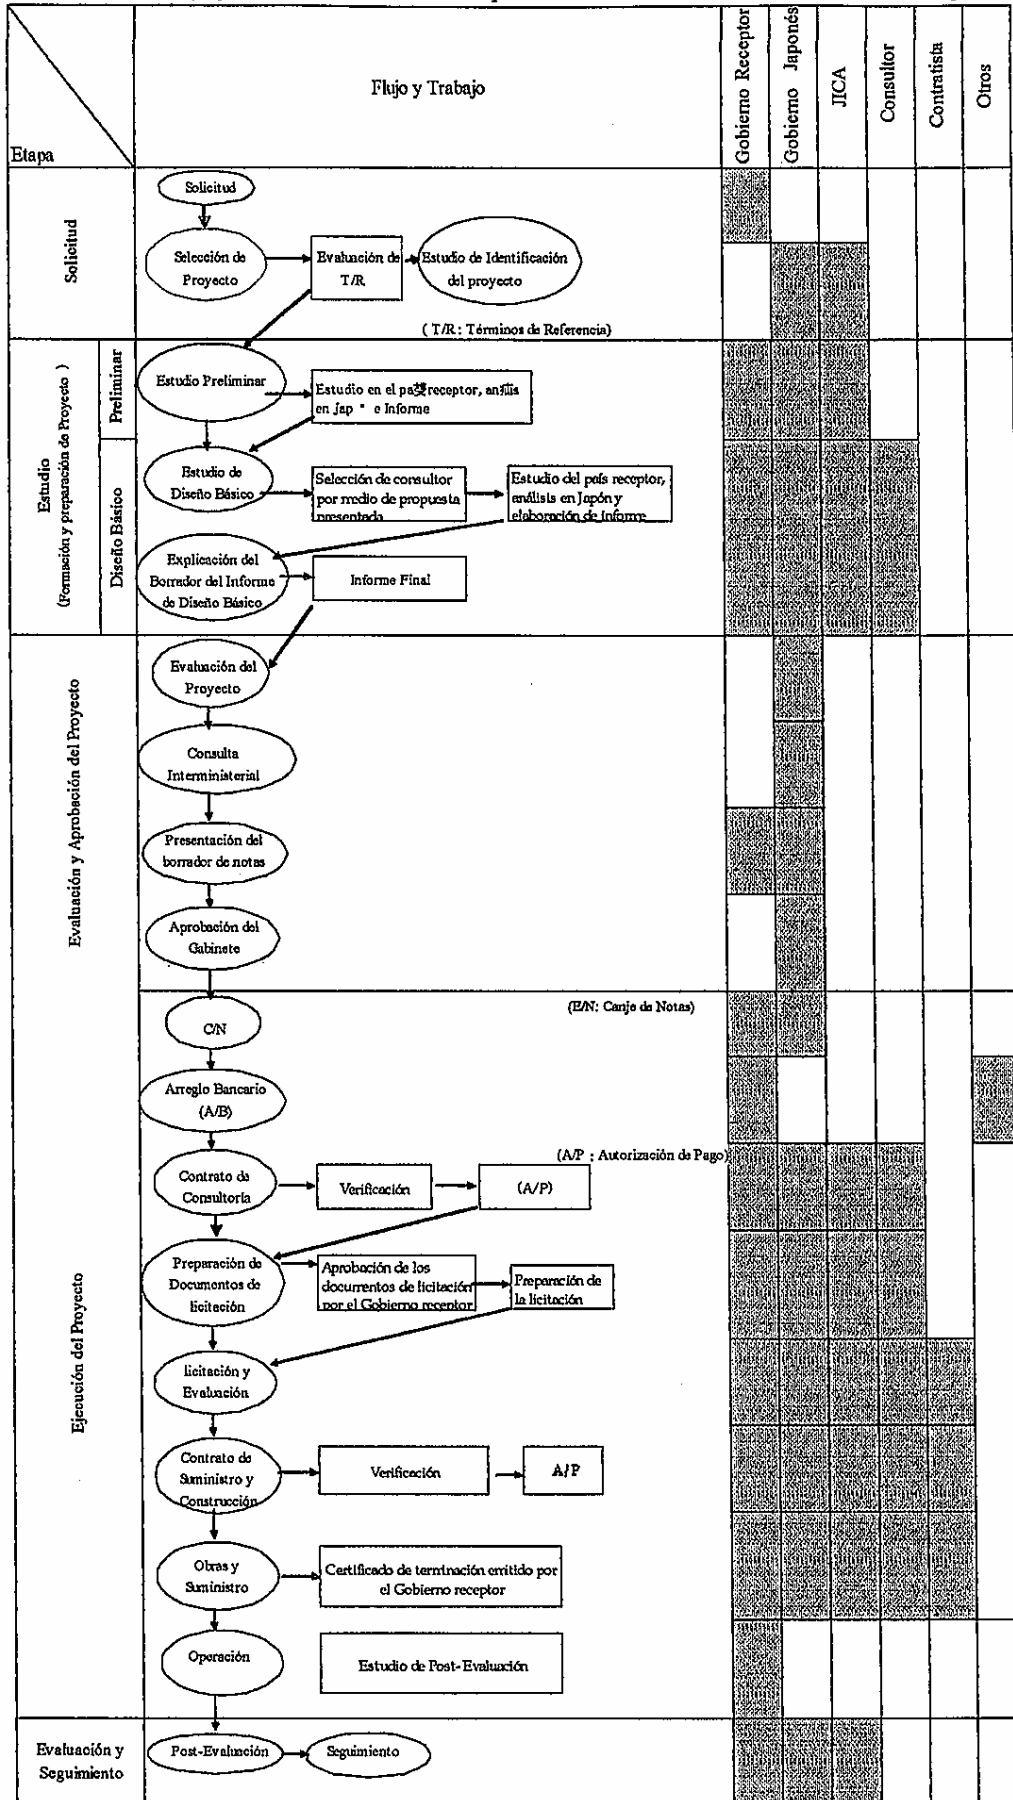 Etapa
Flujo y Trabajo
Gobierno Receptor
Gobierno Japonés
JICA
Consultor
Contratista
Otros
Solicitud
Solicitud
Selección de
Proyecto
Evaluación de
T/R
Estudio de Identificación
del proyecto
( T/R: Términos de Referencia)
Estudio
(Formación y preparación de Proyecto )
Preliminar
Estudio Preliminar
Estudio en el pa receptor,
en Jap e Informe
Diseño Básico
Estudio de
Diseño Básico
Selección de consultor
por medio de propuesta
presentado
Estudio del país receptor,
análisis en Japón y
elaboración de informe
Explicación del
Borrador del Informe
de Diseño Básico
Informe Final
Evaluación y Aprobación del Proyecto
Evaluación del
Proyecto
Consulta
Interministerial
Presentación del
borrador de notas
Aprobación del
Gabinete
Ejecución del Proyecto
C/N
(E/N: Canje de Notas)
Arreglo Bancario
(A/B)
(A/P ; Autorización de Pago)
Contrato de
Consultoría
Verificación
(A/P)
Preparación de
Documentos de
licitación
Aprobación de los
documentos de licitación
por el Gobierno receptor
Preparación de
la licitación
licitación y
Evaluación
Contrato de
Suministro y
Construcción
Verificación
A/P
Obras y
Suministro
Certificado de terminación emitido por
el Gobierno receptor
Operación
Estudio de Post-Evaluación
Evaluación y
Seguimiento
Post-Evaluación
Seguimiento